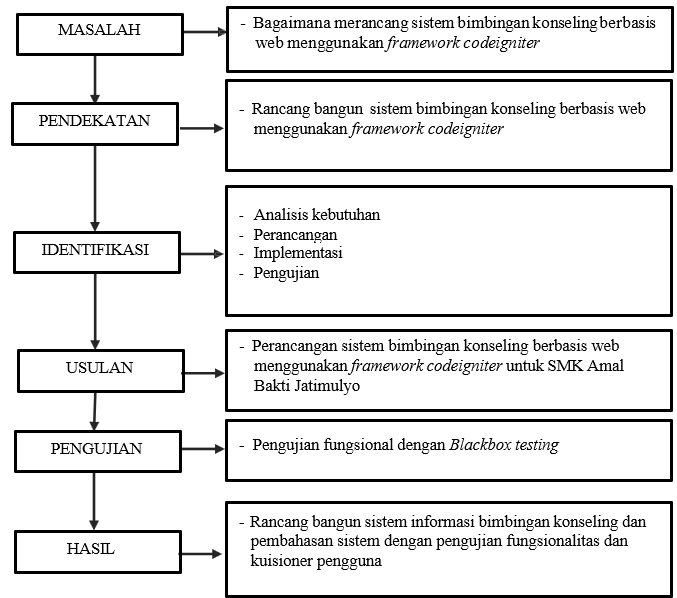 MASALAH
- Bagaimana merancang sistem bimbingan konseling berbasis
web menggunakan framework codeigniter
PENDEKATAN
- Rancang bangun sistem bimbingan konseling berbasis web
menggunakan framework codeigniter
IDENTIFIKASI
- Analisis kebutuhan
- Perancangan
- Implementasi
- Pengujian
USULAN
- Perancangan sistem bimbingan konseling berbasis web
menggunakan framework codeigniter untuk SMK Amal
Bakti Jatimulyo
PENGUJIAN
- Pengujian fungsional dengan Blackbox testing
HASIL
- Rancang bangun sistem informasi bimbingan konseling dan
pembahasan sistem dengan pengujian fungsionalitas dan
kuisioner pengguna